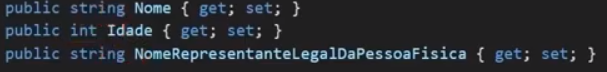 public string Nome { get; set; }
public int Idade { get; set; }
public string NomeRepresentanteLegalDaPessoaFisica { get; set; }